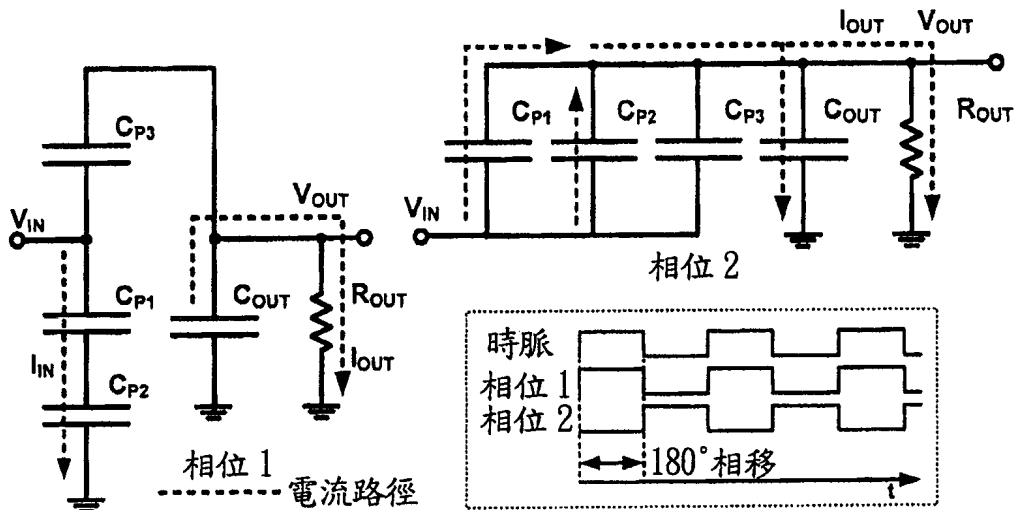 C_P3
V_IN
C_P1
I_IN
C_P2
V_OUT
C_OUT
R_OUT
I_OUT
相位 1
電流路徑
I_OUT
V_OUT
C_P1
C_P2
C_P3
C_OUT
R_OUT
V_IN
相位 2
時脈
相位 1
相位 2
180°相移
t